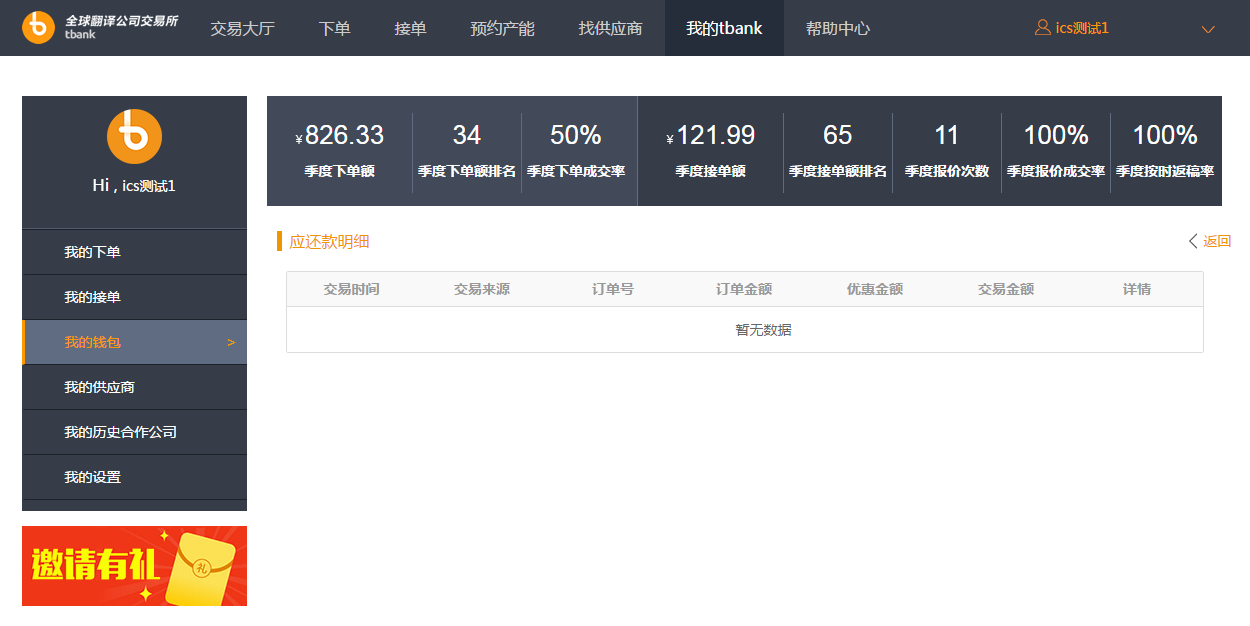 全球翻译公司交易所
tbank
交易大厅 下单 接单 预约产能 找供应商 我的tbank 帮助中心 ics测试1
Hi , ics测试1
我的下单
我的接单
我的钱包 >
我的供应商
我的历史合作公司
我的设置
邀请有礼
礼
¥826.33 34 50% ¥121.99 65 11 100% 100%
季度下单额 季度下单额排名 季度下单成交率 季度接单额 季度接单额排名 季度报价次数 季度报价成交率 季度按时返稿率
应还款明细 返回
交易时间 交易来源 订单号 订单金额 优惠金额 交易金额 详情
暂无数据